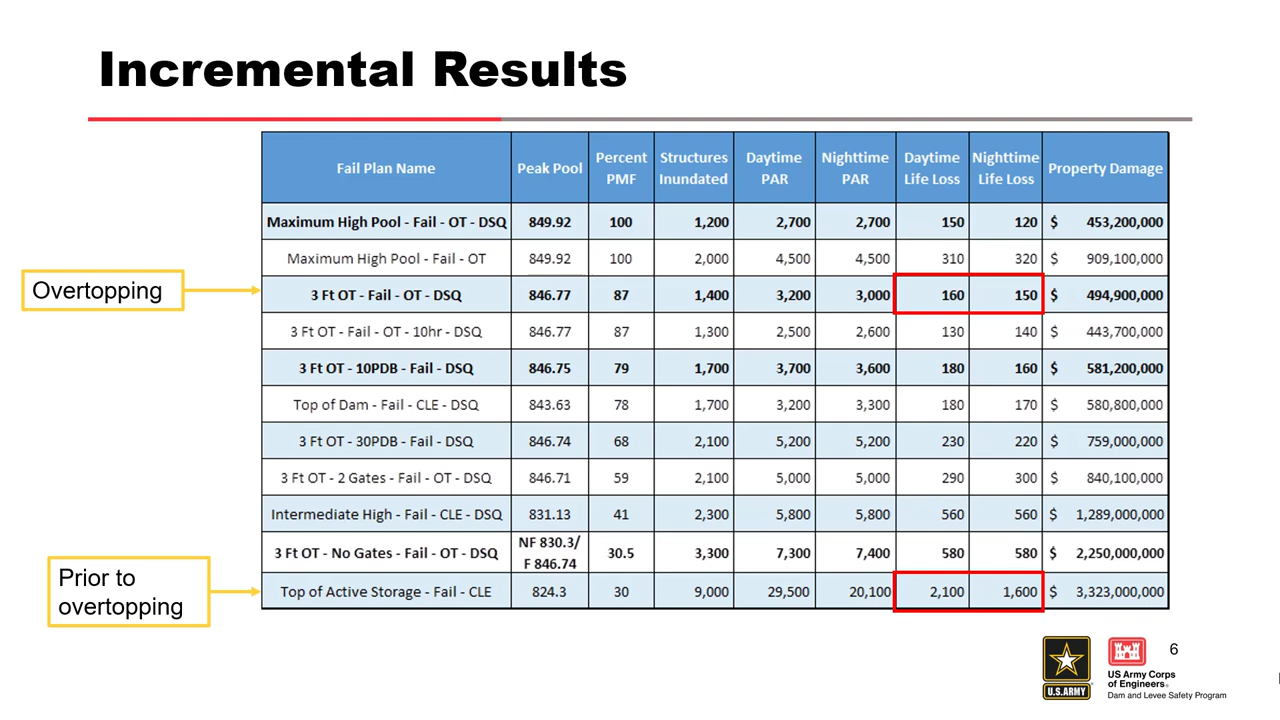 Incremental Results
Fail Plan Name Peak Pool Percent PMF Structures Inundated Daytime PAR Nighttime PAR Daytime Life Loss Nighttime Life Loss Property Damage
Maximum High Pool - Fail - OT - DSQ 849.92 100 1,200 2,700 2,700 150 120 $ 453,200,000
Maximum High Pool - Fail - OT 849.92 100 2,000 4,500 4,500 310 320 $ 909,100,000
Overtopping
3 Ft OT - Fail - OT - DSQ 846.77 87 1,400 3,200 3,000 160 150 $ 494,900,000
3 Ft OT - Fail - OT - 10hr - DSQ 846.77 87 1,300 2,500 2,600 130 140 $ 443,700,000
3 Ft OT - 10PDB - Fail - DSQ 846.75 79 1,700 3,700 3,600 180 160 $ 581,200,000
Top of Dam - Fail - CLE - DSQ 843.63 78 1,700 3,200 3,300 180 170 $ 580,800,000
3 Ft OT - 30PDB - Fail - DSQ 846.74 68 2,100 5,200 5,200 230 220 $ 759,000,000
3 Ft OT - 2 Gates - Fail - OT - DSQ 846.71 59 2,100 5,000 5,000 290 300 $ 840,100,000
Intermediate High - Fail - CLE - DSQ 831.13 41 2,300 5,800 5,800 560 560 $ 1,289,000,000
3 Ft OT - No Gates - Fail - OT - DSQ NF 830.3/ F 846.74 30.5 3,300 7,300 7,400 580 580 $ 2,250,000,000
Prior to
overtopping
Top of Active Storage - Fail - CLE 824.3 30 9,000 29,500 20,100 2,100 1,600 $ 3,323,000,000
6
U.S.ARMY
US Army Corps
of Engineers®
Dam and Levee Safety Program